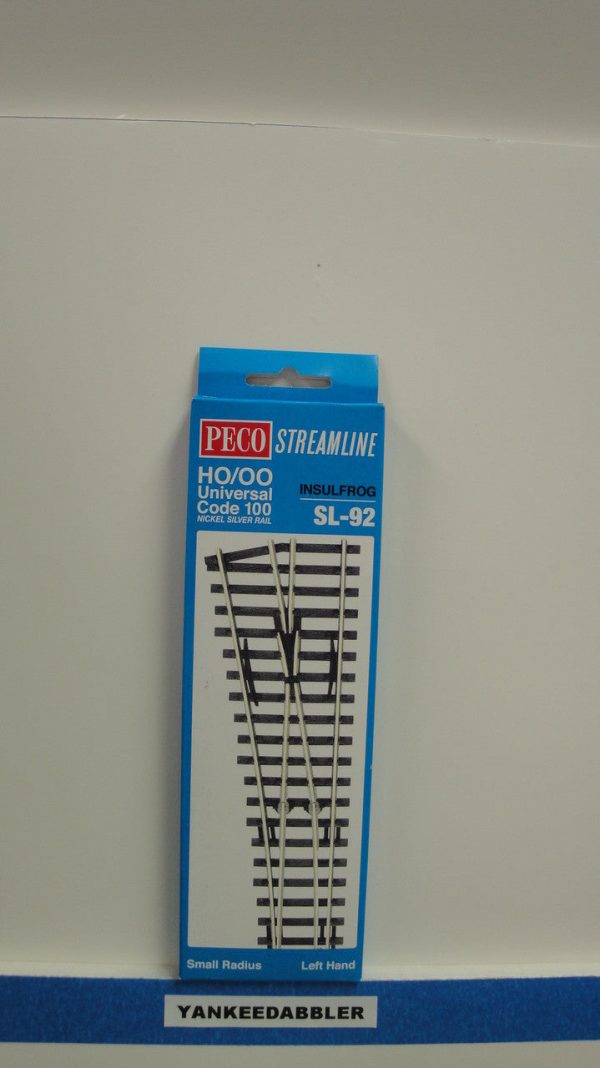 PECO STREAMLINE
HO/OO
Universal
Code 100
NICKEL SILVER RAIL
INSULFROG
SL-92
Small Radius Left Hand
YANKEEDABBLER